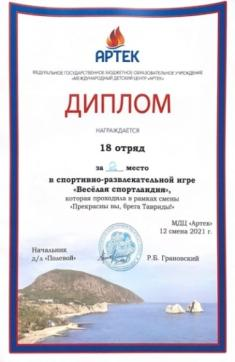 АРТЕК
ФЕДЕРАЛЬНОЕ ГОСУДАРСТВЕННОЕ БЮДЖЕТНОЕ ОБРАЗОВАТЕЛЬНОЕ УЧРЕЖДЕНИЕ
«МЕЖДУНАРОДНЫЙ ДЕТСКИЙ ЦЕНТР «АРТЕК»
ДИПЛОМ
НАГРАЖДАЕТСЯ
18 отряд
за 2 место
в спортивно-развлекательной игре
«Весёлая спортландия»,
которая проходила в рамках смены
«Прекрасны вы, брега Тавриды!»
МДЦ «Артек»
12 смена 2021 г.
Начальник
д/л «Полевой»
Р.Б. Грановский